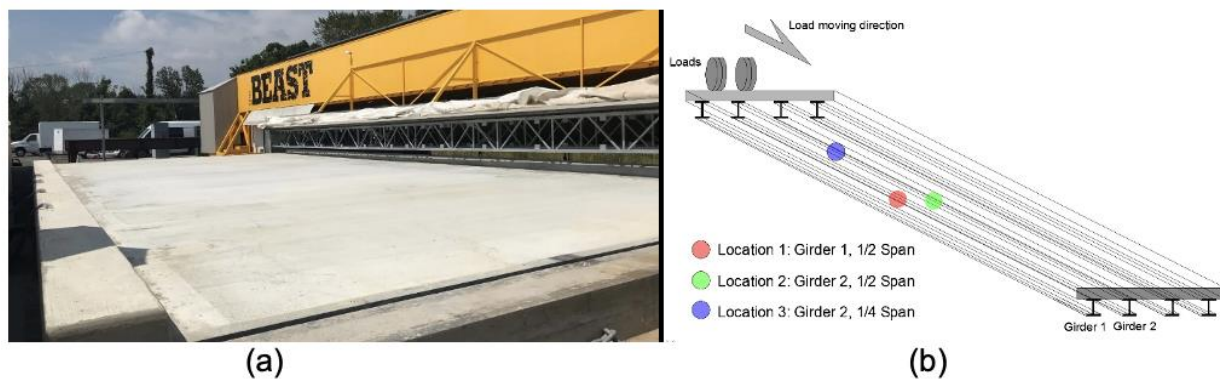 BEAST
Load moving direction
Loads
Location 1: Girder 1, 1/2 Span
Location 2: Girder 2, 1/2 Span
Location 3: Girder 2, 1/4 Span
Girder 1 Girder 2
(a)
(b)